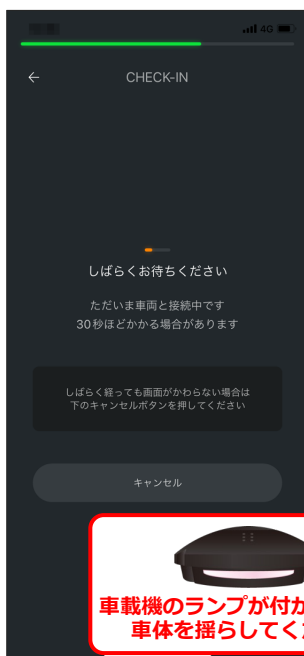 4G
CHECK-IN
しばらくお待ちください
ただいま車両と接続中です
30秒ほどかかる場合があります
しばらく経っても画面がかわらない場合は
下のキャンセルボタンを押してください
キャンセル
車載機のランプが付か
車体を揺らしてく